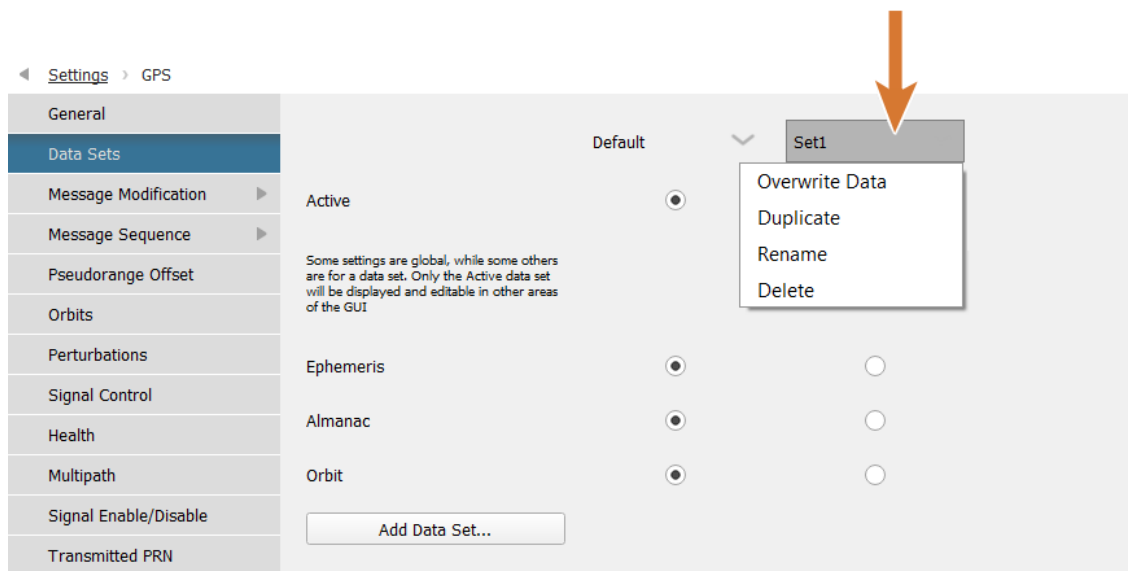 Settings › GPS
General
Data Sets
Message Modification
Message Sequence
Pseudorange Offset
Orbits
Perturbations
Signal Control
Health
Multipath
Signal Enable/Disable
Transmitted PRN
Default
Set1
Overwrite Data
Duplicate
Rename
Delete
Active
Some settings are global, while some others
are for a data set. Only the Active data set
will be displayed and editable in other areas
of the GUI
Ephemeris
Almanac
Orbit
Add Data Set...